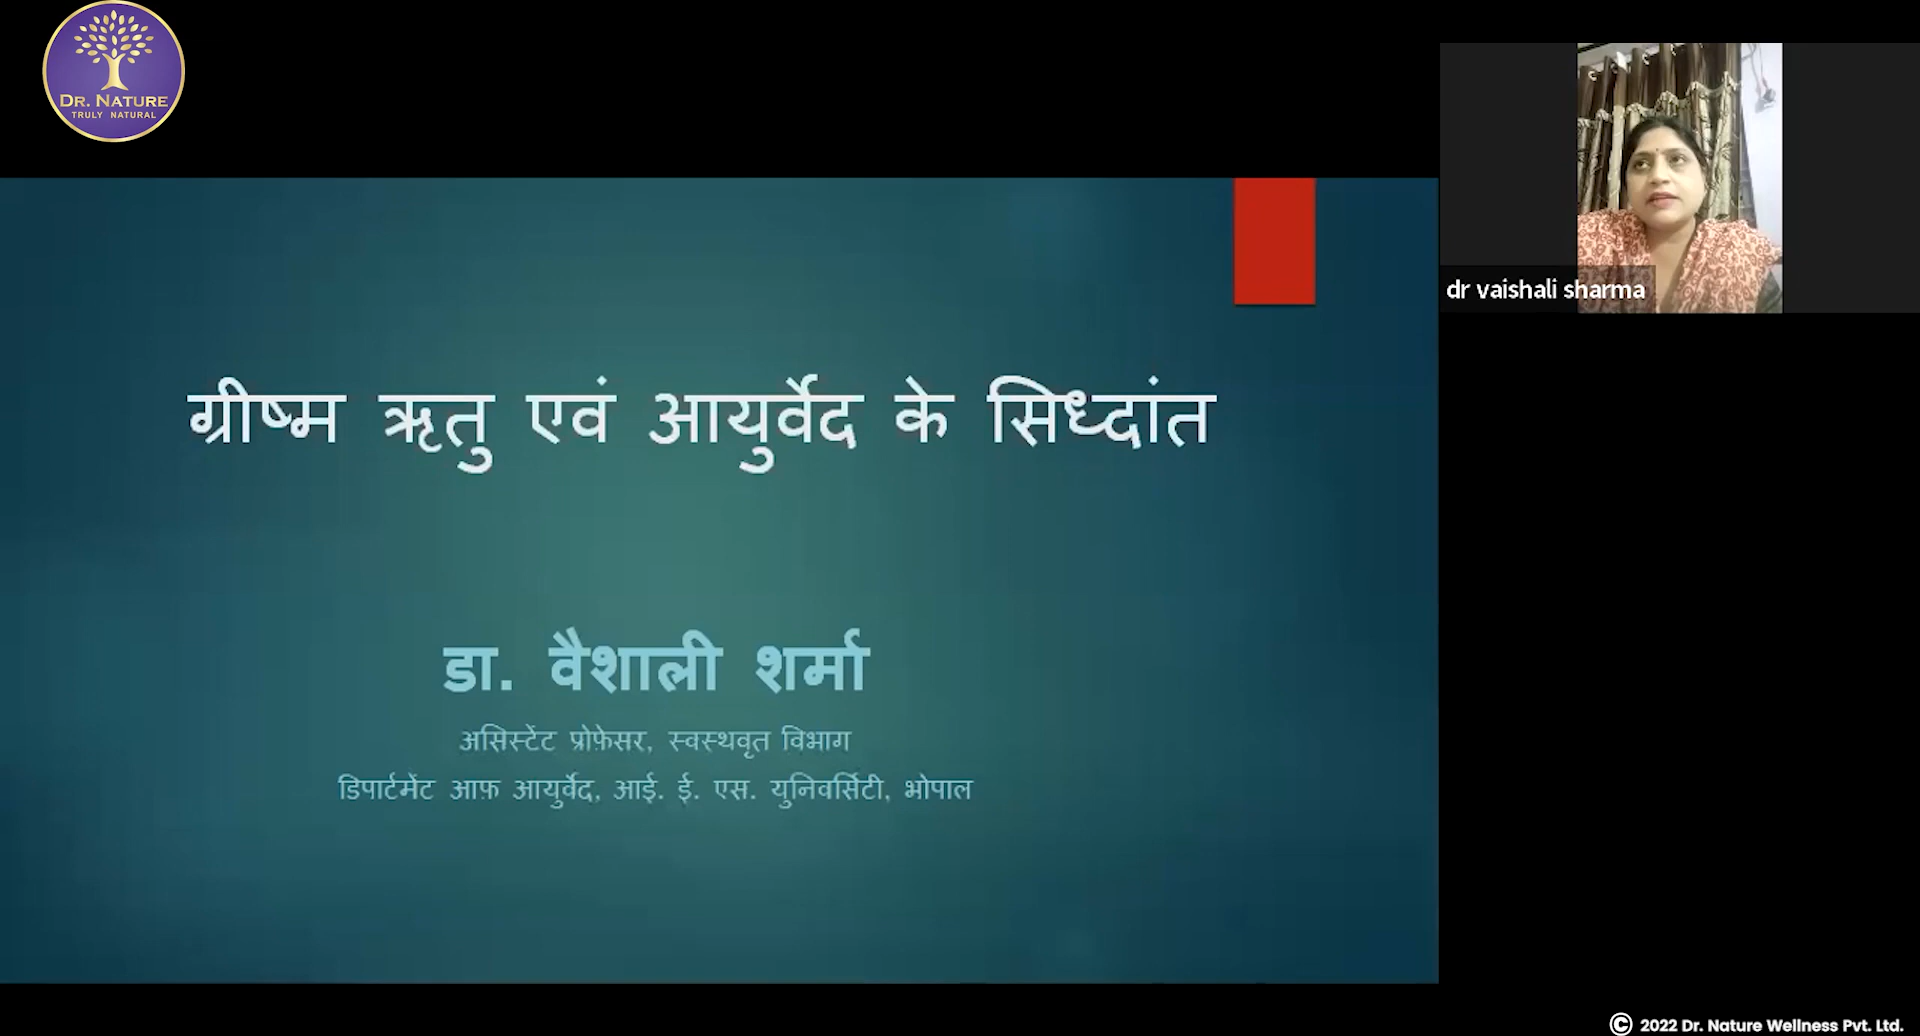 DR. NATURE
TRULY NATURAL
dr vaishali sharma
ग्रीष्म ऋतु एवं आयुर्वेद के सिध्दांत
डा. वैशाली शर्मा
असिस्टेंट प्रोफ़ेसर, स्वस्थवृत विभाग
डिपार्टमेंट आफ़ आयुर्वेद, आई. ई. एस. युनिवर्सिटी, भोपाल
© 2022 Dr. Nature Wellness Pvt. Ltd.